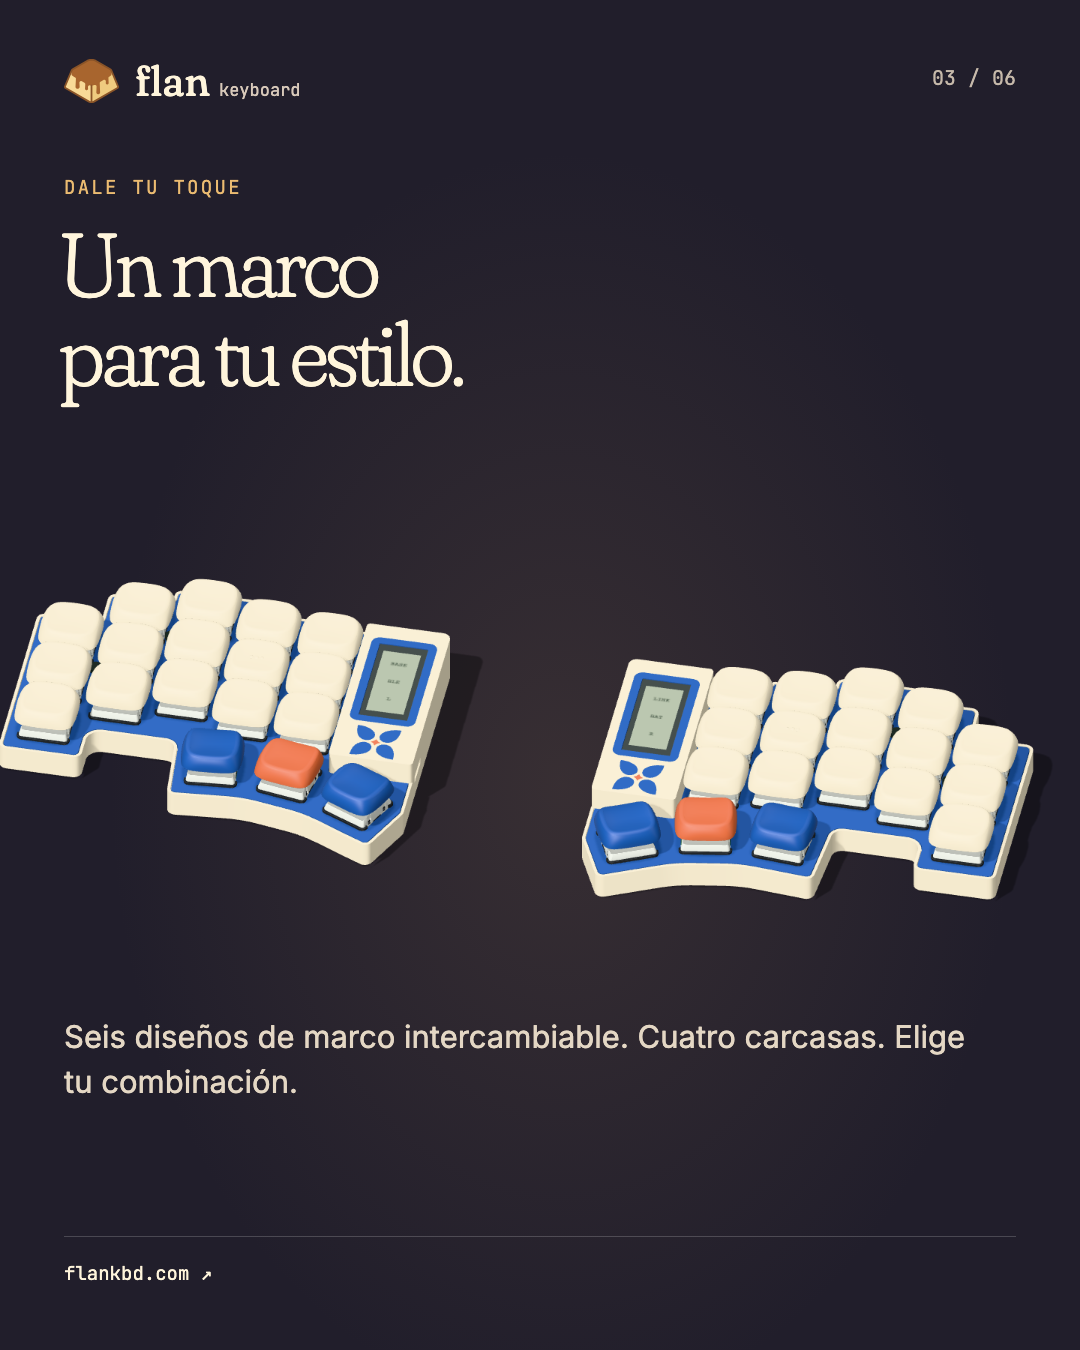 flan keyboard
03 / 06
DALE TU TOQUE
Un marco
para tu estilo.
Seis diseños de marco intercambiable. Cuatro carcasas. Elige
tu combinación.
flankbd.com ↗